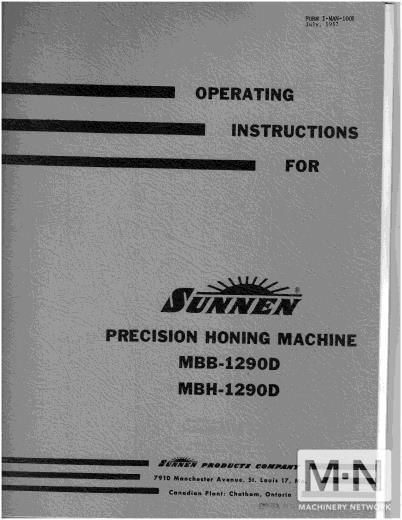 FORM I-MAN-100B
July, 1957
OPERATING
INSTRUCTIONS
FOR
SUNNEN®
PRECISION HONING MACHINE
MBB-1290D
MBH-1290D
SUNNEN PRODUCTS COMPANY
7910 Manchester Avenue, St. Louis 17,
Canadian Plant: Chatham, Ontario
M-N
MACHINERY NETWORK